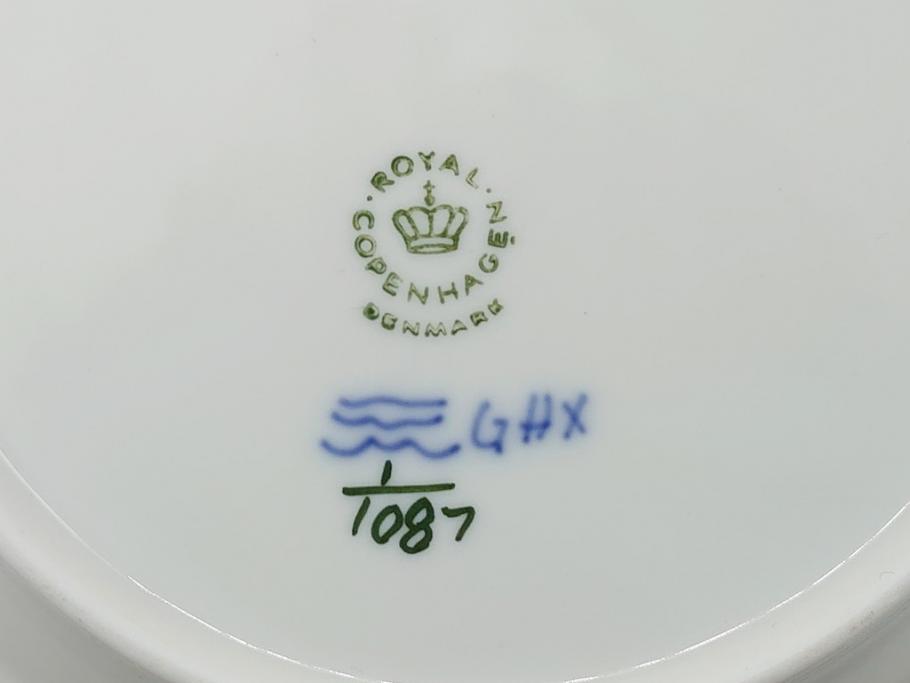 ROYAL
COPENHAGEN
DENMARK
GHX
1/1087